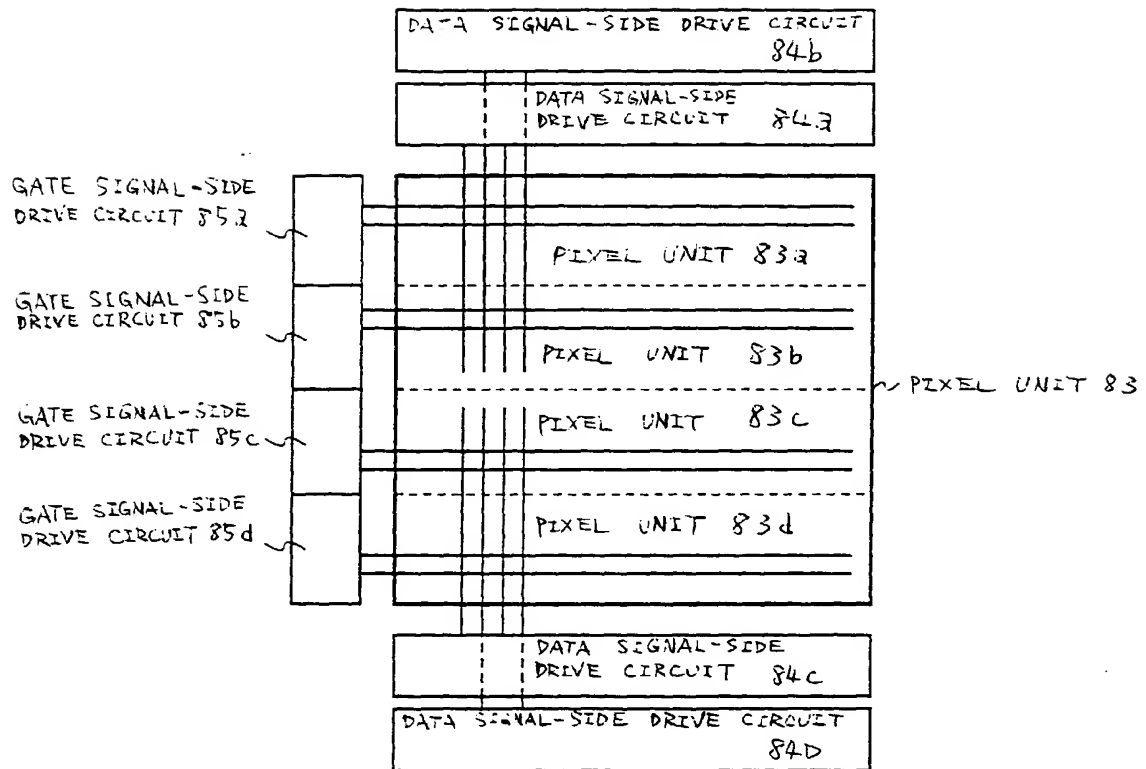 DATA SIGNAL-SIDE DRIVE CIRCUIT
84b
DATA SIGNAL-SIDE
DRIVE CIRCUIT 84a
GATE SIGNAL-SIDE
DRIVE CIRCUIT 85a
PIXEL UNIT 83a
GATE SIGNAL-SIDE
DRIVE CIRCUIT 85b
PIXEL UNIT 83b
PIXEL UNIT 83
GATE SIGNAL-SIDE
DRIVE CIRCUIT 85c
PIXEL UNIT 83c
GATE SIGNAL-SIDE
DRIVE CIRCUIT 85d
PIXEL UNIT 83d
DATA SIGNAL-SIDE
DRIVE CIRCUIT 84c
DATA SIGNAL-SIDE DRIVE CIRCUIT
84D